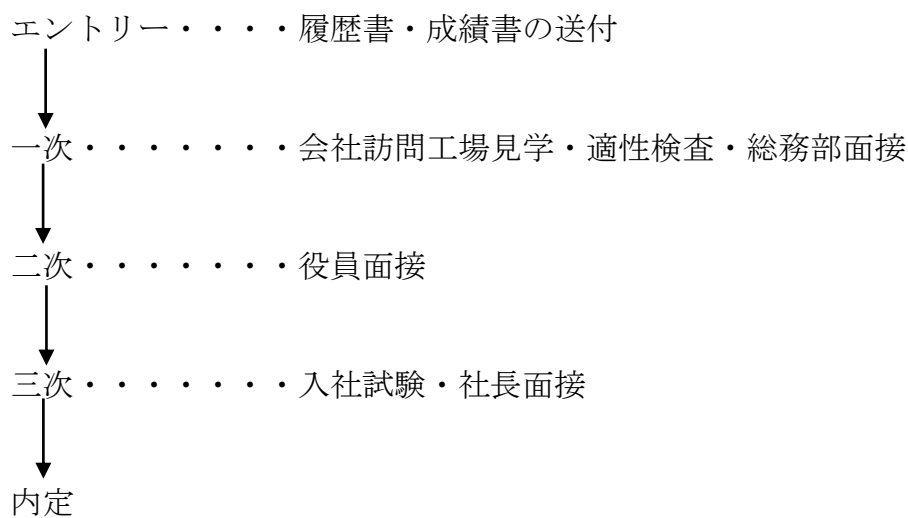 エントリー・・・・履歴書・成績書の送付
一次・・・・・・・会社訪問工場見学・適性検査・総務部面接
二次・・・・・・・役員面接
三次・・・・・・・入社試験・社長面接
内定